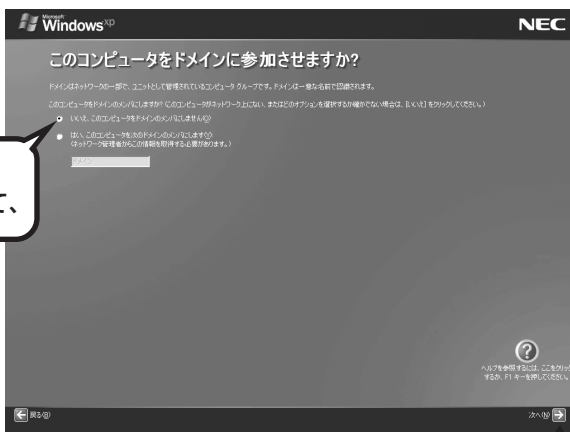 Microsoft
Windows xp
NEC
このコンピュータをドメインに参加させますか?
ドメインはネットワークの一部で、ユニットとして管理されているコンピュータ グループです。ドメインは一意な名前で認識されます。
このコンピュータをドメインのメンバにしますか? (このコンピュータがネットワーク上にない、またはどのオプションを選択するか確かでない場合は、[いいえ] をクリックしてください。)
いいえ、このコンピュータをドメインのメンバにしません(O)
はい、このコンピュータを次のドメインのメンバにします(Y):
(ネットワーク管理者からこの情報を取得する必要があります。)
ドメイン
て、
?
ヘルプを参照するには、ここをクリッ
するか、F1 キーを押してください。
戻る(B)
次へ(N)